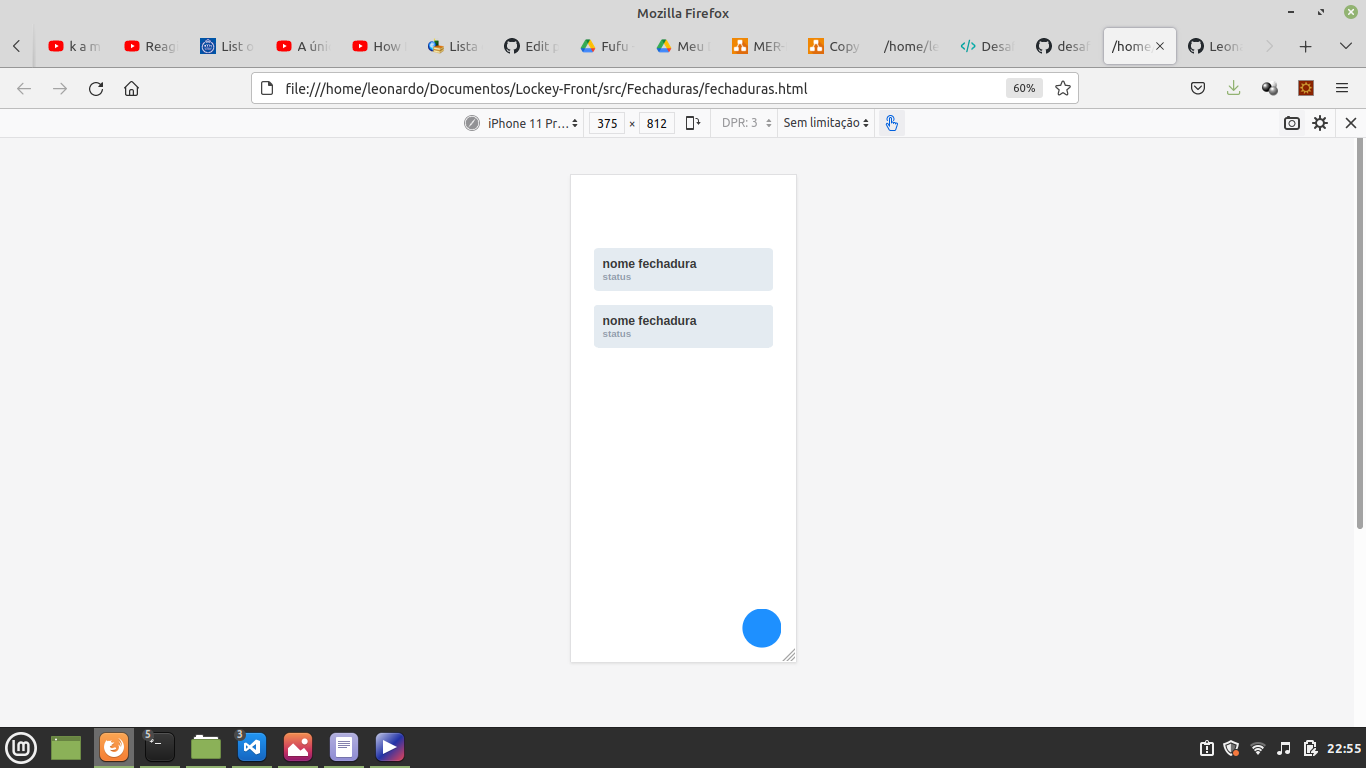 Mozilla Firefox
k a m
Reag
List o
A úni
How
Lista
Edit p
Fufu
Meu
MER-
Copy
/home/le
Desaf
desaf
/home
Leon
file:///home/leonardo/Documentos/Lockey-Front/src/Fechaduras/fechaduras.html
60%
iPhone 11 Pr... 375 × 812 DPR: 3 Sem limitação
nome fechadura
status
nome fechadura
status
5 3 22:55